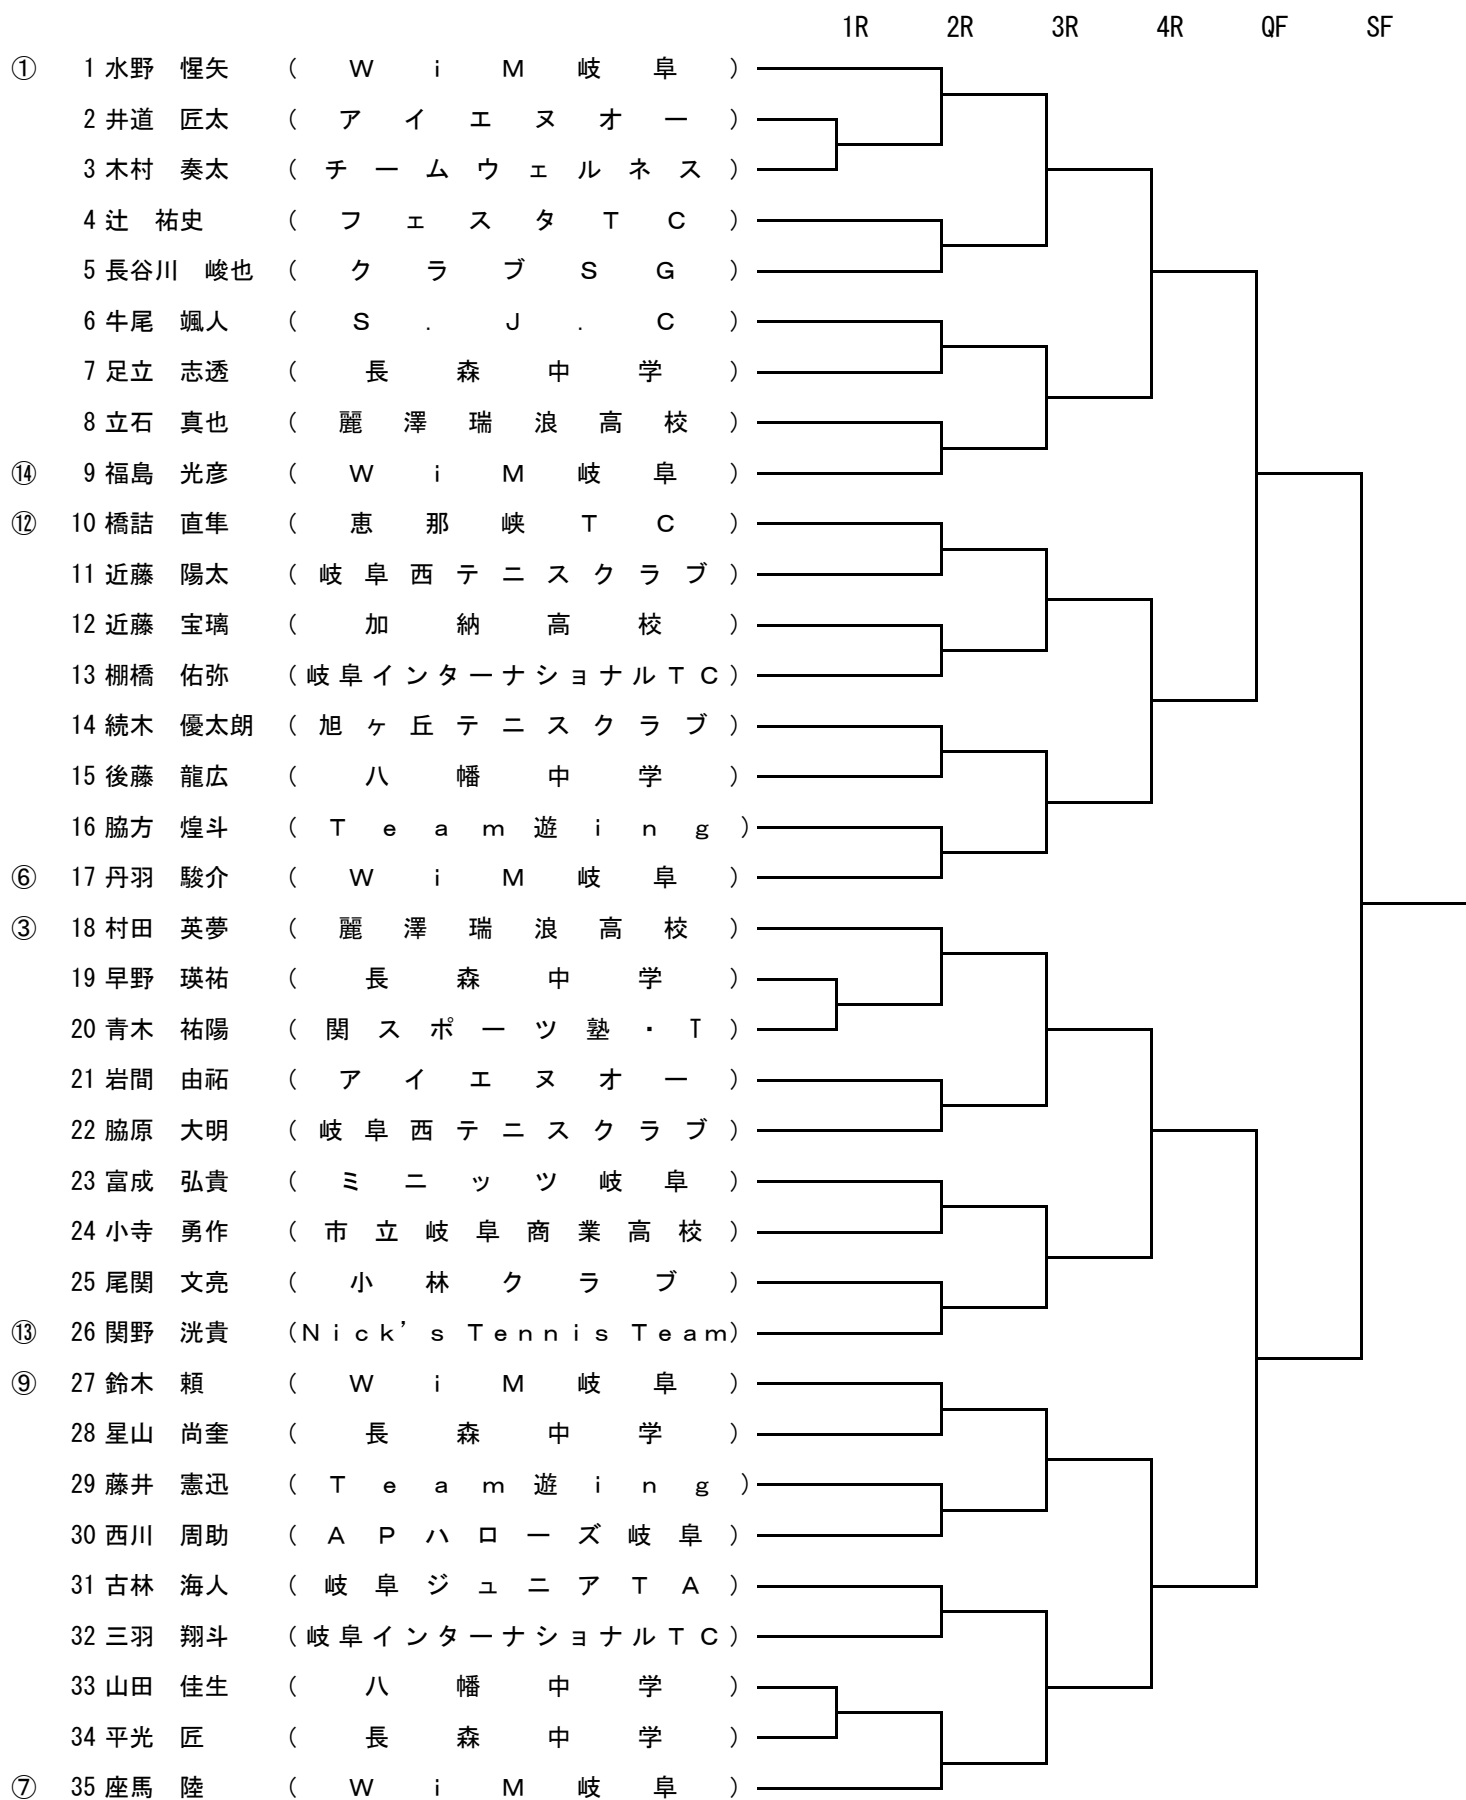 1R 2R 3R 4R QF SF
① 1 水野 惺矢 (WiM岐阜)
2 井道 匠太 (アイエヌオー)
3 木村 奏太 (チームウェルネス)
4 辻 祐史 (フェスタTC)
5 長谷川 峻也 (クラブSG)
6 牛尾 颯人 (S.J.C)
7 足立 志透 (長森中学)
8 立石 真也 (麗澤瑞浪高校)
⑭ 9 福島 光彦 (WiM岐阜)
⑫ 10 橋詰 直隼 (恵那峡TC)
11 近藤 陽太 (岐阜西テニスクラブ)
12 近藤 宝璃 (加納高校)
13 棚橋 佑弥 (岐阜インターナショナルTC)
14 続木 優太朗 (旭ヶ丘テニスクラブ)
15 後藤 龍広 (八幡中学)
16 脇方 煌斗 (Team遊ing)
⑥ 17 丹羽 駿介 (WiM岐阜)
③ 18 村田 英夢 (麗澤瑞浪高校)
19 早野 瑛祐 (長森中学)
20 青木 祐陽 (関スポーツ塾・T)
21 岩間 由祏 (アイエヌオー)
22 脇原 大明 (岐阜西テニスクラブ)
23 富成 弘貴 (ミニッツ岐阜)
24 小寺 勇作 (市立岐阜商業高校)
25 尾関 文亮 (小林クラブ)
⑬ 26 関野 洸貴 (Nick’s Tennis Team)
⑨ 27 鈴木 頼 (WiM岐阜)
28 星山 尚奎 (長森中学)
29 藤井 憲迅 (Team遊ing)
30 西川 周助 (APハローズ岐阜)
31 古林 海人 (岐阜ジュニアTA)
32 三羽 翔斗 (岐阜インターナショナルTC)
33 山田 佳生 (八幡中学)
34 平光 匠 (長森中学)
⑦ 35 座馬 陸 (WiM岐阜)